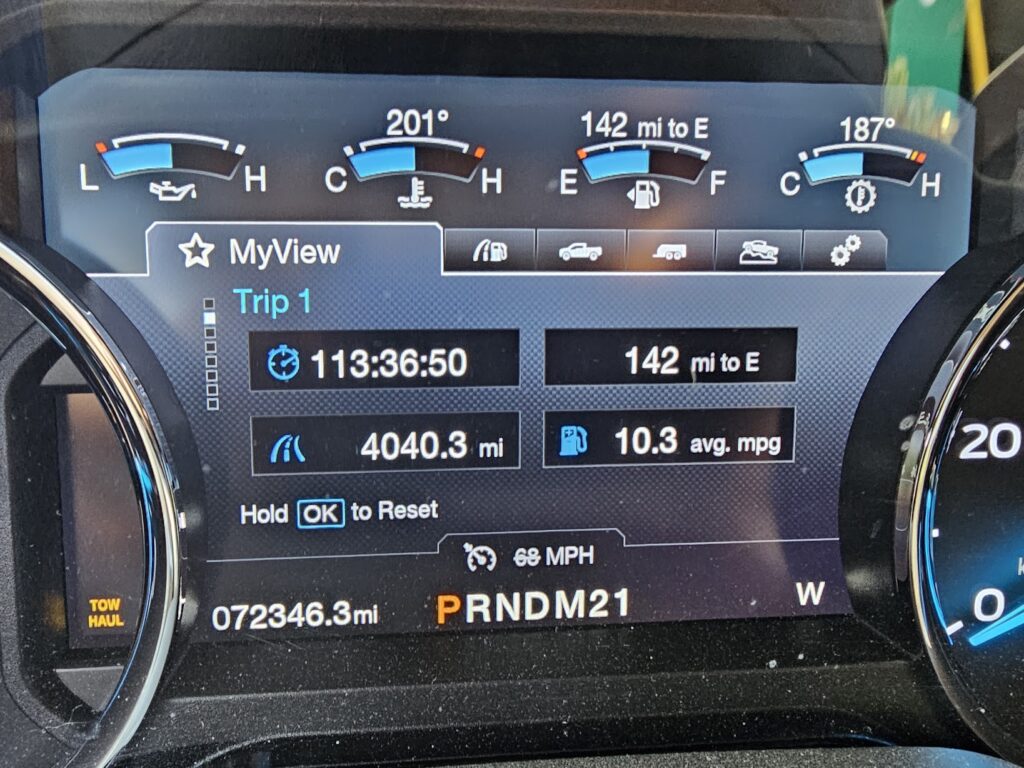 201° 142 mi to E 187°
L H C H E F C H
MyView
Trip 1
113:36:50 142 mi to E
4040.3 mi 10.3 avg. mpg
Hold OK to Reset
68 MPH
TOW
HAUL
072346.3mi PRNDM21 W
20
0